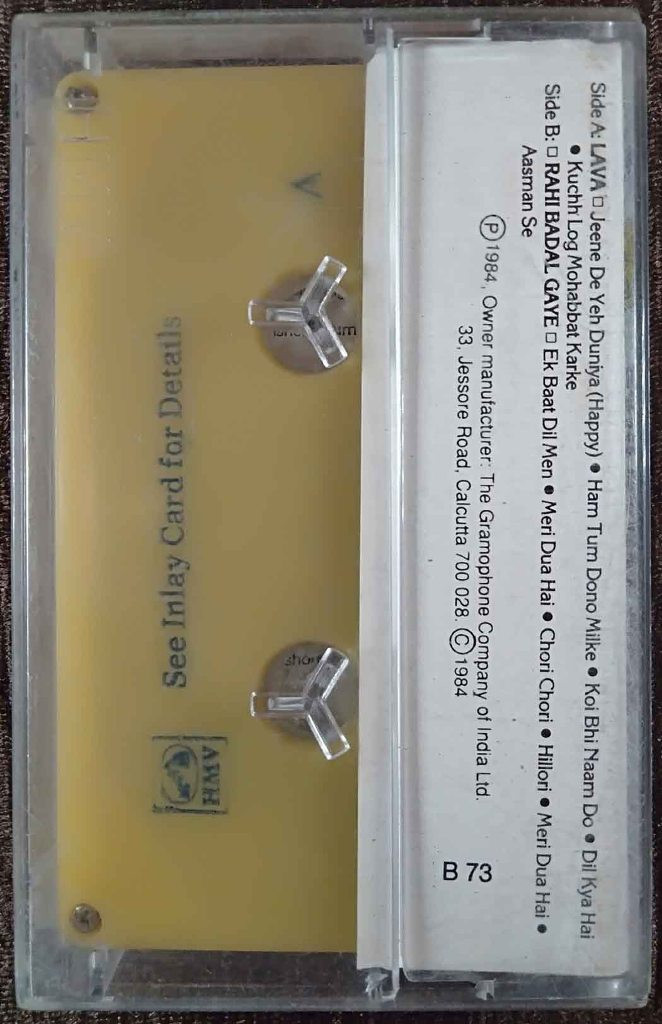 Side A: LAVA □ Jeene De Yeh Duniya (Happy) ● Ham Tum Dono Milke ● Koi Bhi Naam Do ● Dil Kya Hai
● Kuchh Log Mohabbat Karke
Side B: □ RAHI BADAL GAYE □ Ek Baat Dil Men ● Meri Dua Hai ● Chori Chori ● Hillori ● Meri Dua Hai ●
Aasman Se
Ⓟ 1984, Owner manufacturer: The Gramophone Company of India Ltd.
33, Jessore Road, Calcutta 700 028. Ⓒ 1984
B 73
A
See Inlay Card for Details
HMV